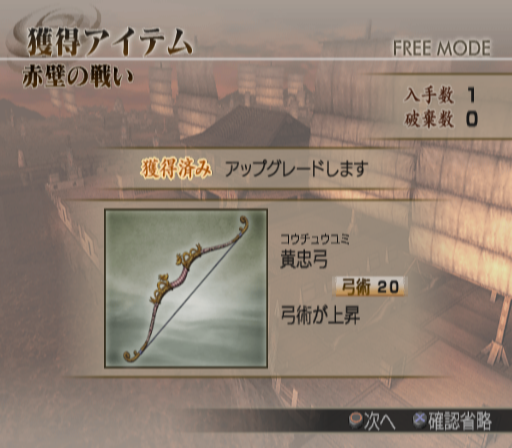 獲得アイテム
FREE MODE
赤壁の戦い
入手数 1
破棄数 0
獲得済み アップグレードします
コウチュウユミ
黄忠弓
弓術 20
弓術が上昇
次へ 確認省略